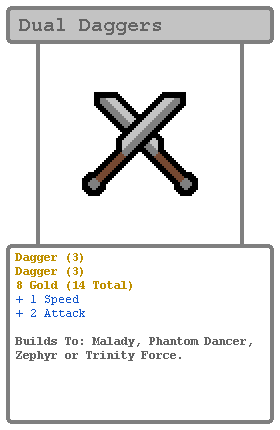 Dual Daggers
Dagger (3)
Dagger (3)
8 Gold (14 Total)
+ 1 Speed
+ 2 Attack
Builds To: Malady, Phantom Dancer,
Zephyr or Trinity Force.